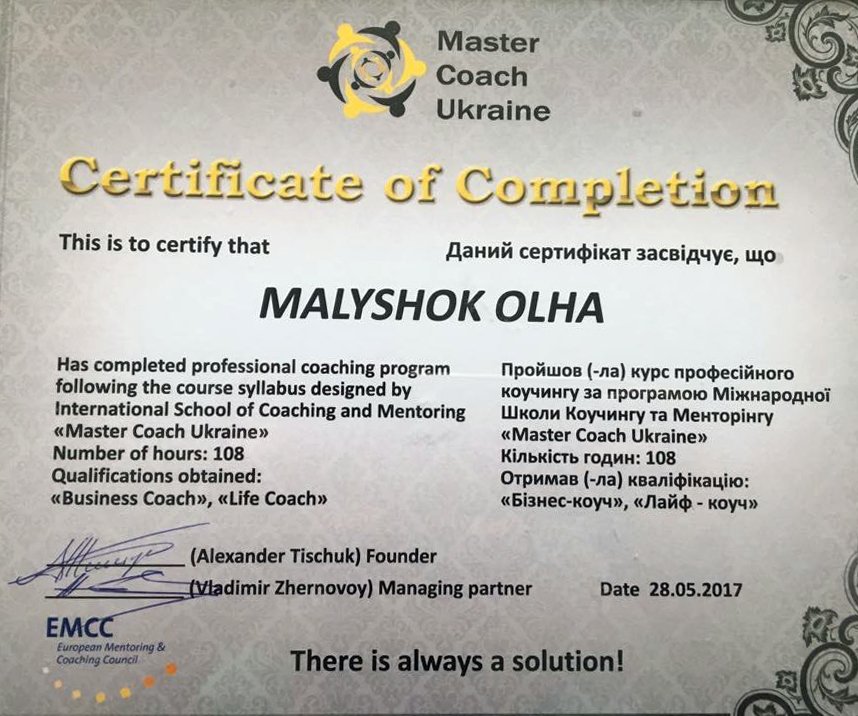 Master
Coach
Ukraine
Certificate of Completion
This is to certify that
Даний сертифікат засвідчує, що
MALYSHOK OLHA
Has completed professional coaching program
following the course syllabus designed by
International School of Coaching and Mentoring
«Master Coach Ukraine»
Number of hours: 108
Qualifications obtained:
«Business Coach», «Life Coach»
Пройшов (-ла) курс професійного
коучингу за програмою Міжнародної
Школи Коучингу та Менторінгу
«Master Coach Ukraine»
Кількість годин: 108
Отримав (-ла) кваліфікацію:
«Бізнес-коуч», «Лайф - коуч»
(Alexander Tischuk) Founder
(Vladimir Zhernovoy) Managing partner
Date 28.05.2017
EMCC
European Mentoring &
Coaching Council
There is always a solution!